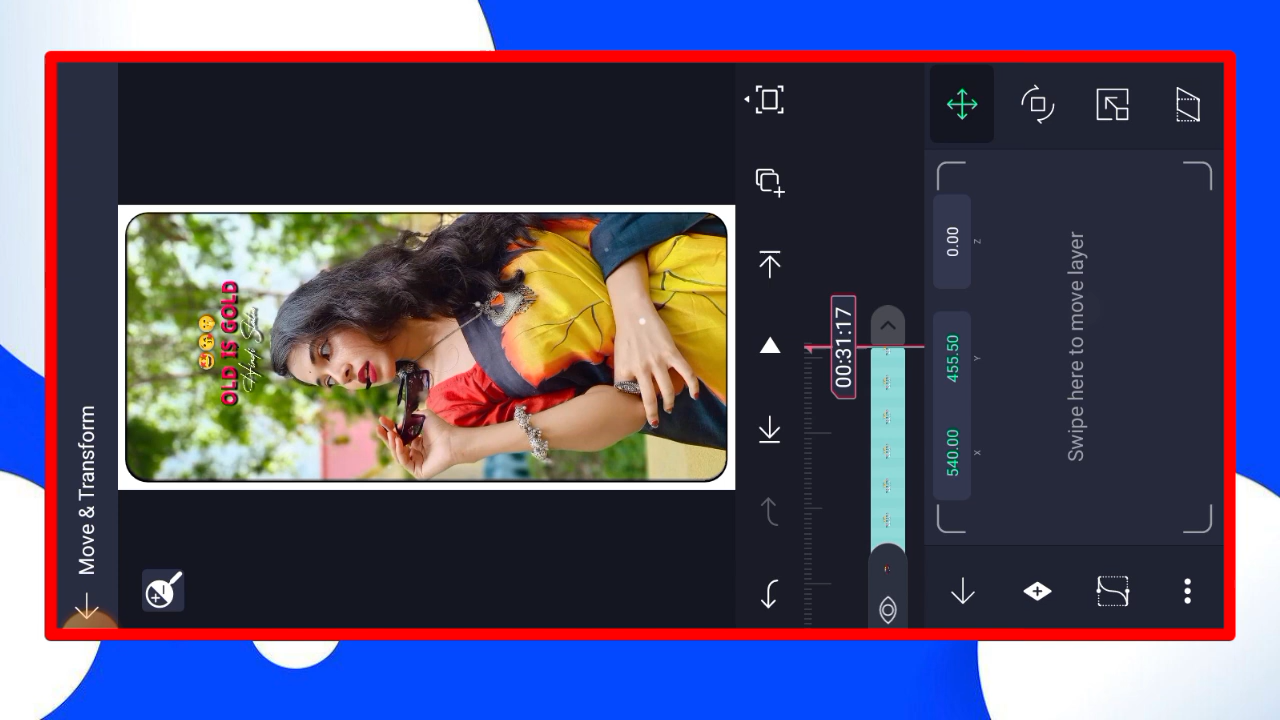 Move & Transform
😍😘🤫
OLD IS GOLD
00:31:17
540.00
455.50
0.00
X
Y
Z
Swipe here to move layer